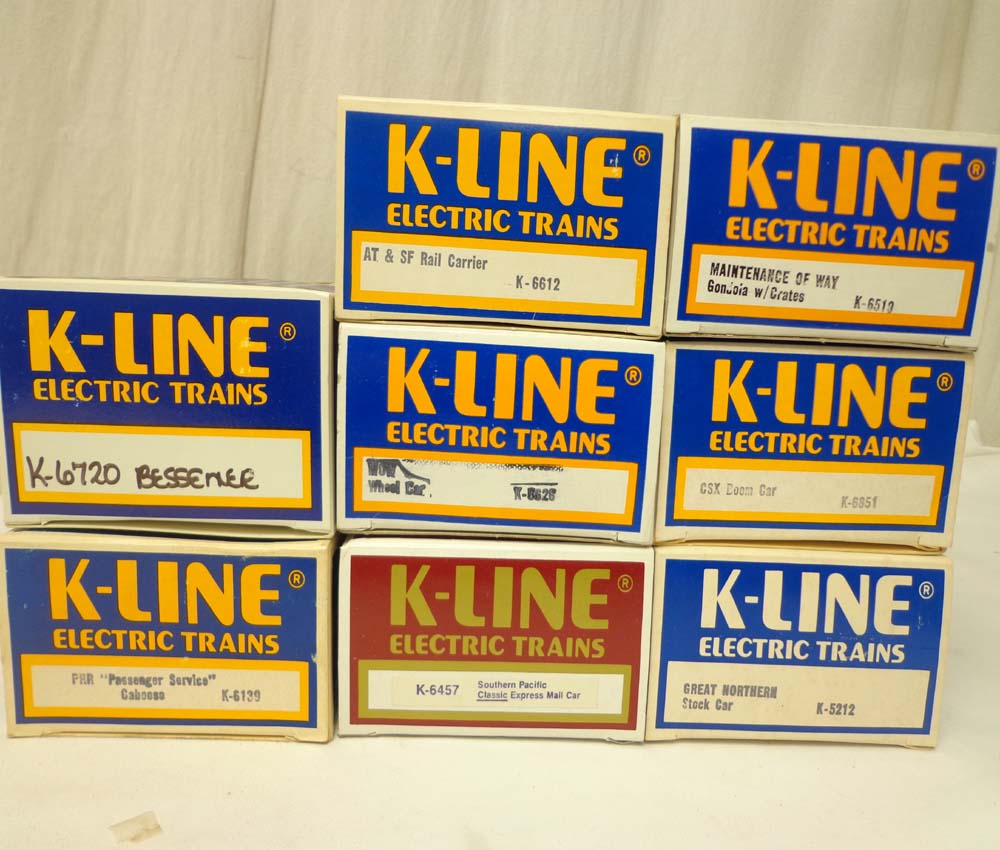 K-LINE®
ELECTRIC TRAINS
AT & SF Rail Carrier
K-6612
K-LINE®
ELECTRIC TRAINS
MAINTENANCE OF WAY
Gondola w/Crates K-6513
K-LINE®
ELECTRIC TRAINS
K-6720 BESSEMER
K-LINE®
ELECTRIC TRAINS
MOW
Wheel Car
K-LINE®
ELECTRIC TRAINS
CSX Boom Car
K-6851
K-LINE®
ELECTRIC TRAINS
PRR "Passenger Service"
Caboose K-6139
K-LINE®
ELECTRIC TRAINS
K-6457 Southern Pacific
Classic Express Mail Car
K-LINE®
ELECTRIC TRAINS
GREAT NORTHERN
Stock Car K-5212